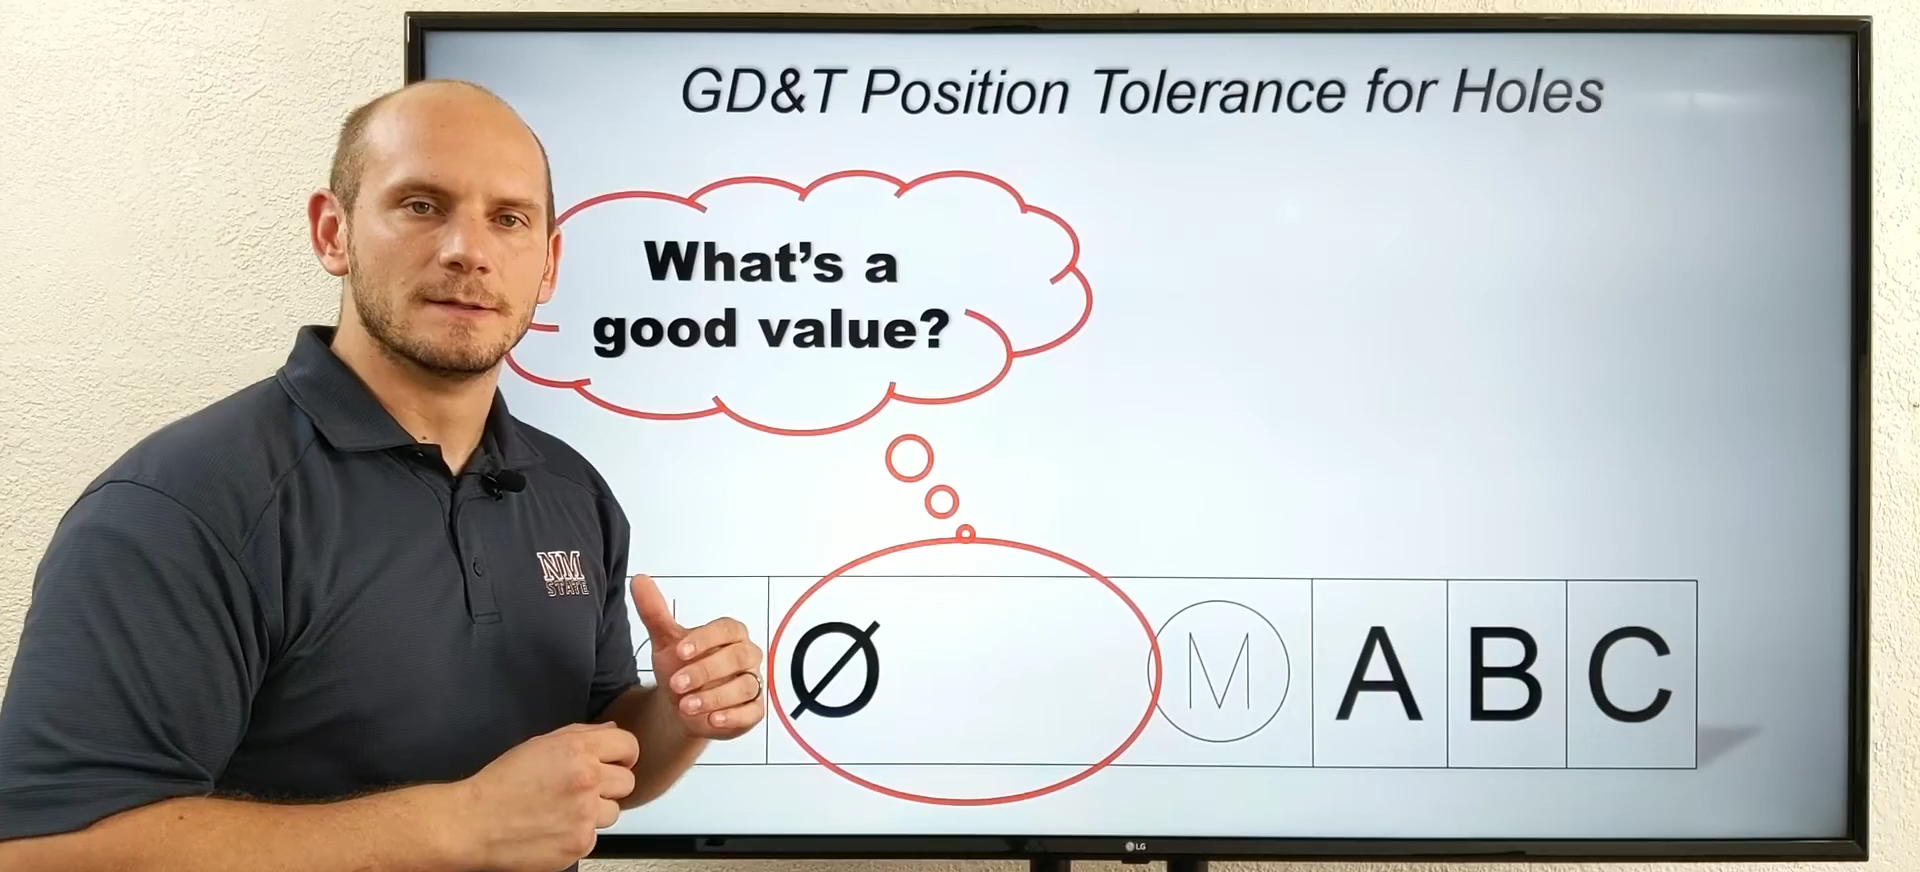 GD&T Position Tolerance for Holes
What's a
good value?
NM
STATE
Ø M A B C
LG